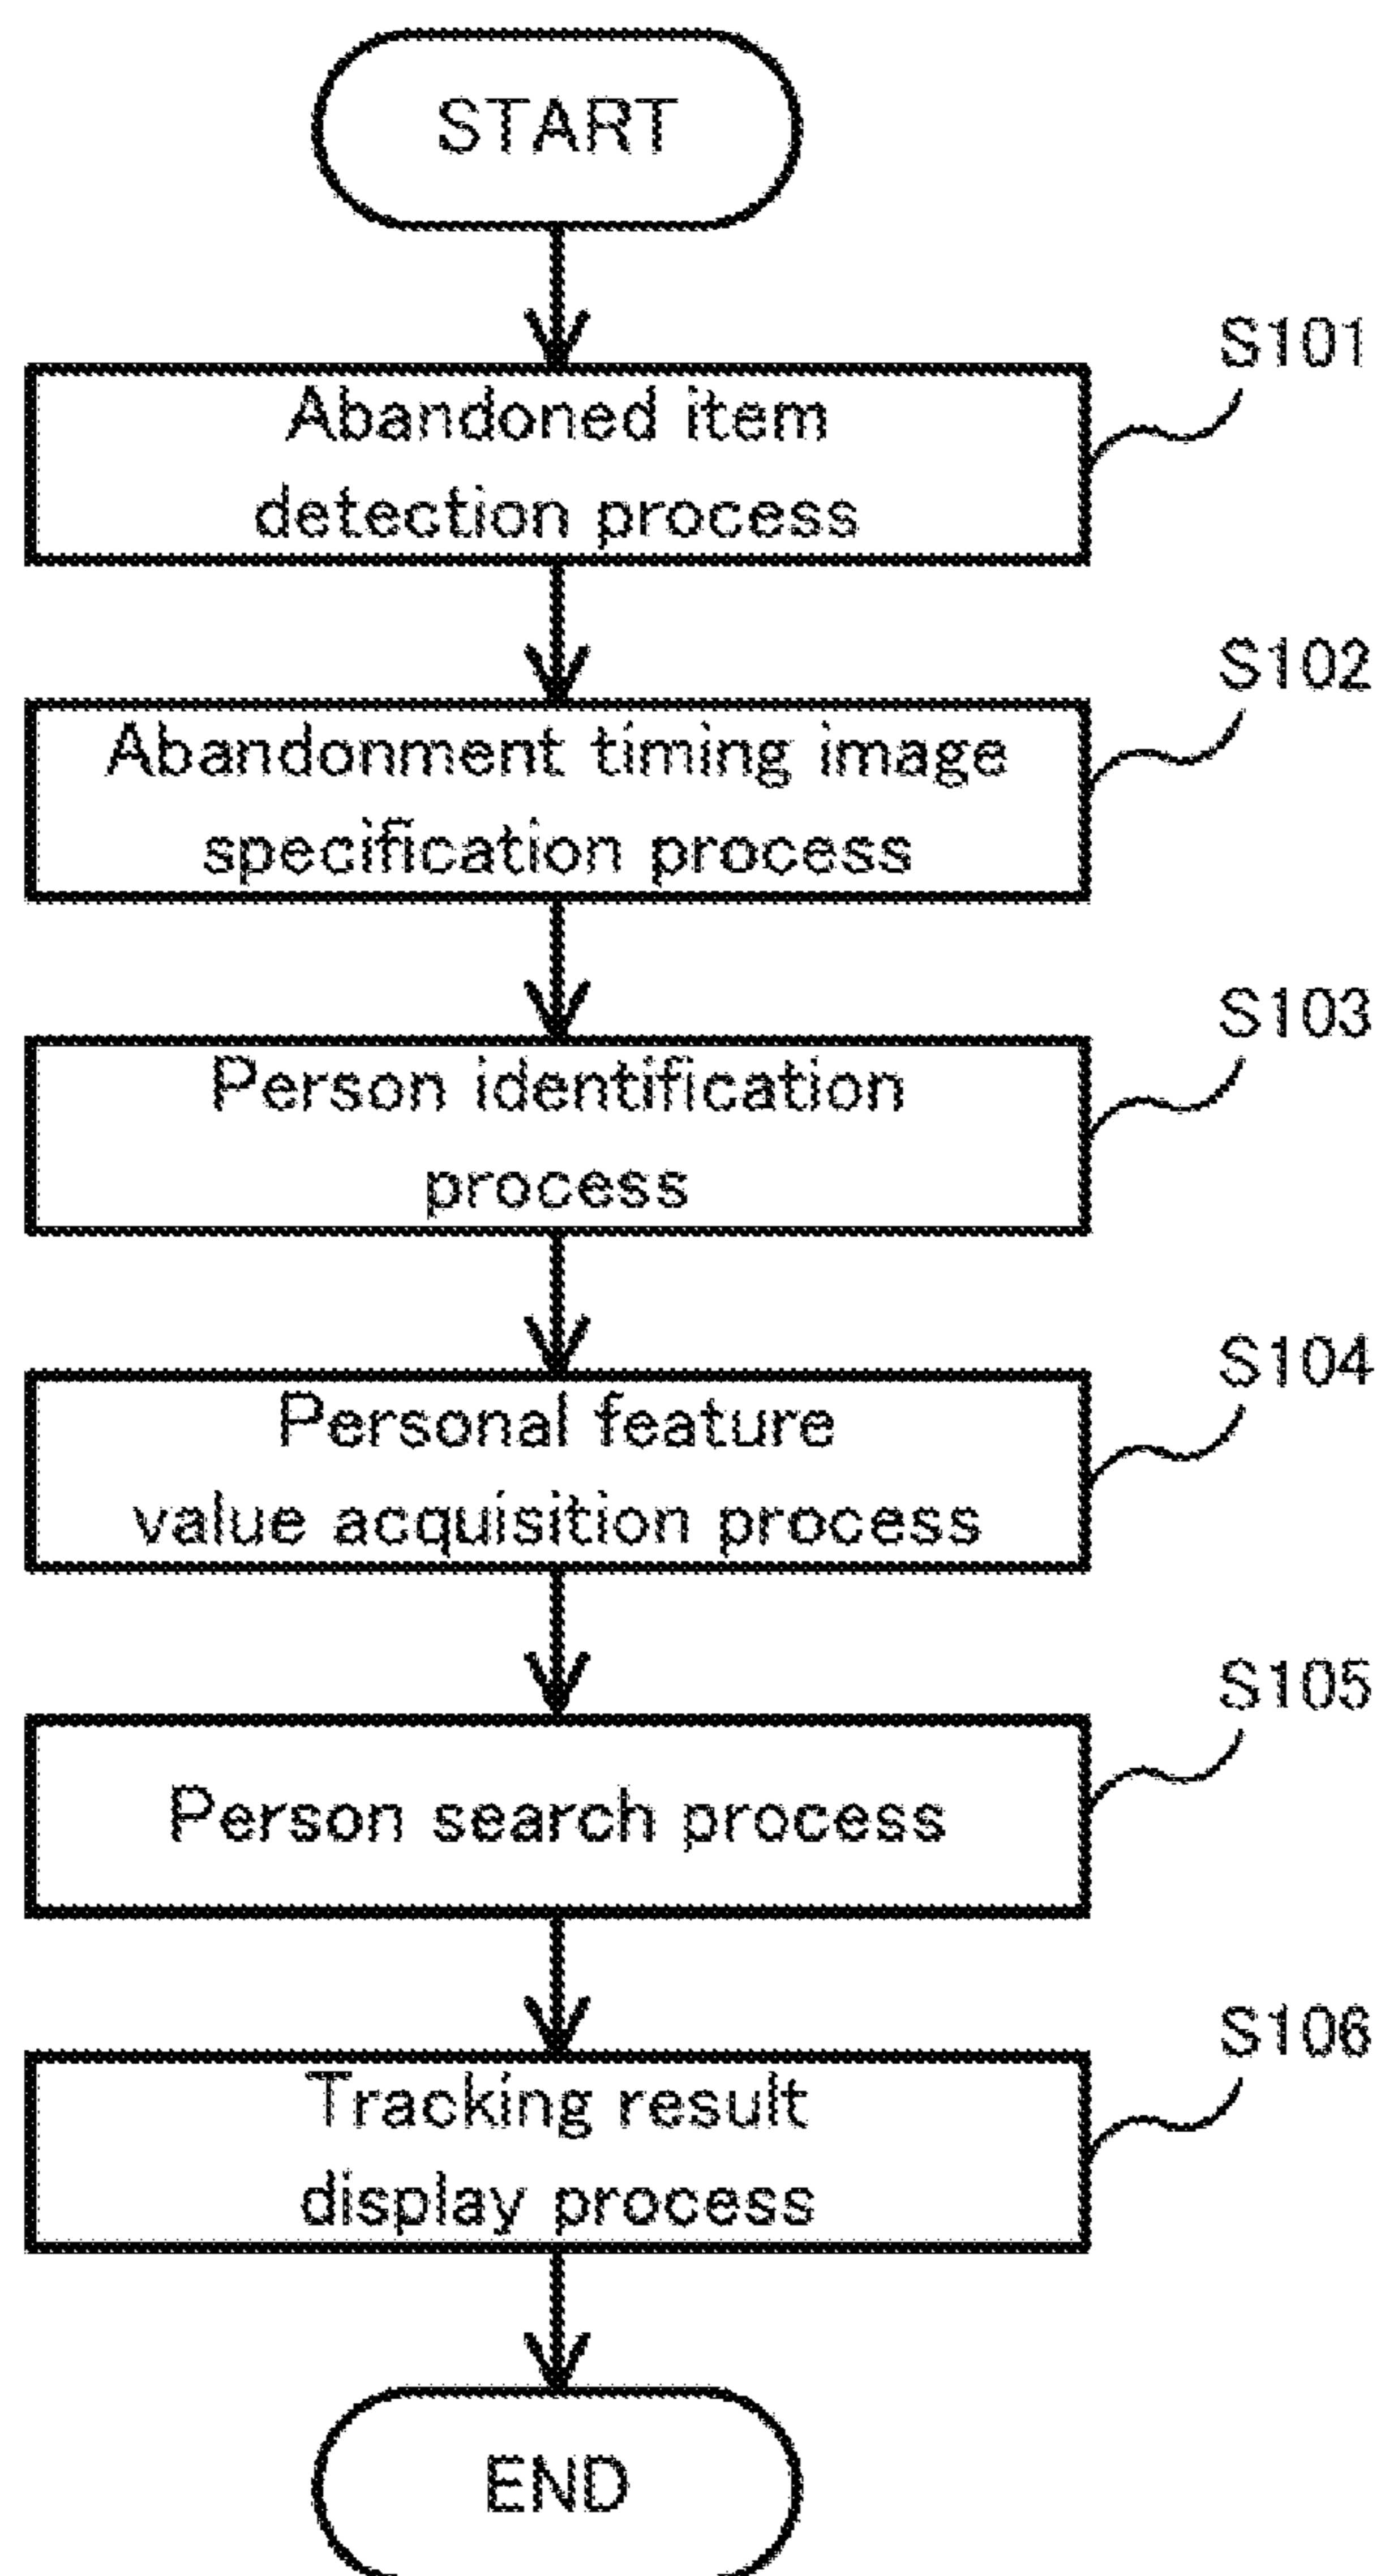 START
S101
Abandoned item
detection process
S102
Abandonment timing image
specification process
S103
Person identification
process
S104
Personal feature
value acquisition process
S105
Person search process
S106
Tracking result
display process
END